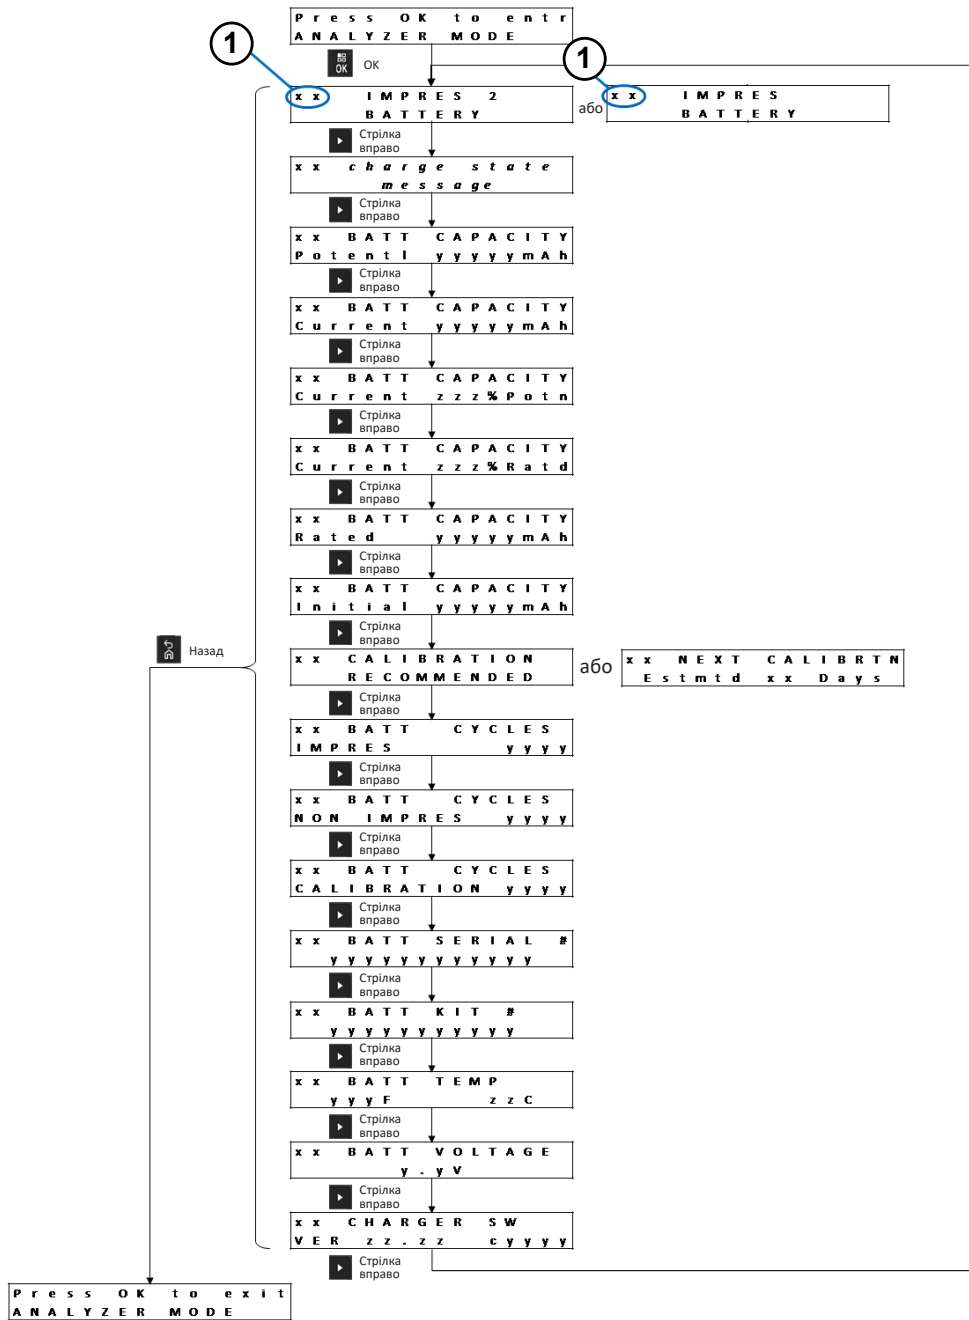 Press OK to entr
ANALYZER MODE
1
OK
OK
1
xx IMPRES 2
BATTERY
або
xx IMPRES
BATTERY
Стрілка
вправо
xx charge state
message
Стрілка
вправо
xx BATT CAPACITY
Potentl yyyyymAh
Стрілка
вправо
xx BATT CAPACITY
Current yyyyymAh
Стрілка
вправо
xx BATT CAPACITY
Current zzz%Potn
Стрілка
вправо
xx BATT CAPACITY
Current zzz%Ratd
Стрілка
вправо
xx BATT CAPACITY
Rated yyyyymAh
Стрілка
вправо
xx BATT CAPACITY
Initial yyyyymAh
Стрілка
вправо
Назад
xx CALIBRATION
RECOMMENDED
або
xx NEXT CALIBRTN
Estmtd xx Days
Стрілка
вправо
xx BATT CYCLES
IMPRES yyyy
Стрілка
вправо
xx BATT CYCLES
NON IMPRES yyyy
Стрілка
вправо
xx BATT CYCLES
CALIBRATION yyyy
Стрілка
вправо
xx BATT SERIAL #
yyyyyyyyyyy
Стрілка
вправо
xx BATT KIT #
yyyyyyyyyy
Стрілка
вправо
xx BATT TEMP
yyyF zzC
Стрілка
вправо
xx BATT VOLTAGE
y.yV
Стрілка
вправо
xx CHARGER SW
VER zz.zz cyyyy
Стрілка
вправо
Press OK to exit
ANALYZER MODE